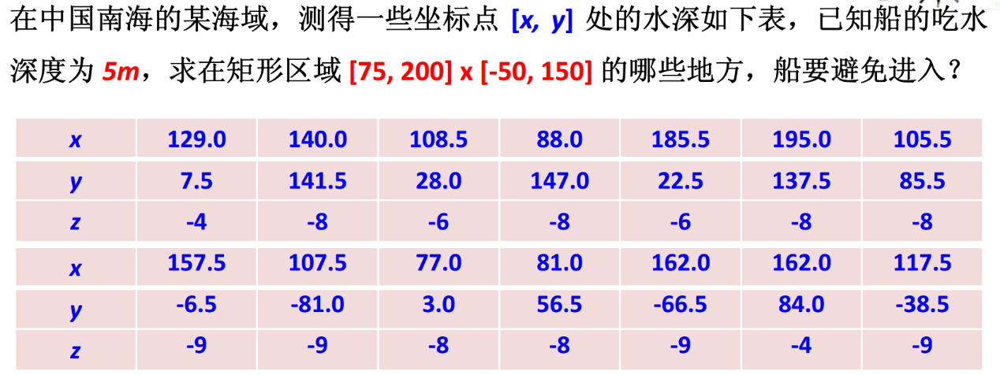 在中国南海的某海域，测得一些坐标点 [x, y] 处的水深如下表，已知船的吃水
深度为 5m，求在矩形区域 [75, 200] x [-50, 150] 的哪些地方，船要避免进入？
x 129.0 140.0 108.5 88.0 185.5 195.0 105.5
y 7.5 141.5 28.0 147.0 22.5 137.5 85.5
z -4 -8 -6 -8 -6 -8 -8
x 157.5 107.5 77.0 81.0 162.0 162.0 117.5
y -6.5 -81.0 3.0 56.5 -66.5 84.0 -38.5
z -9 -9 -8 -8 -9 -4 -9